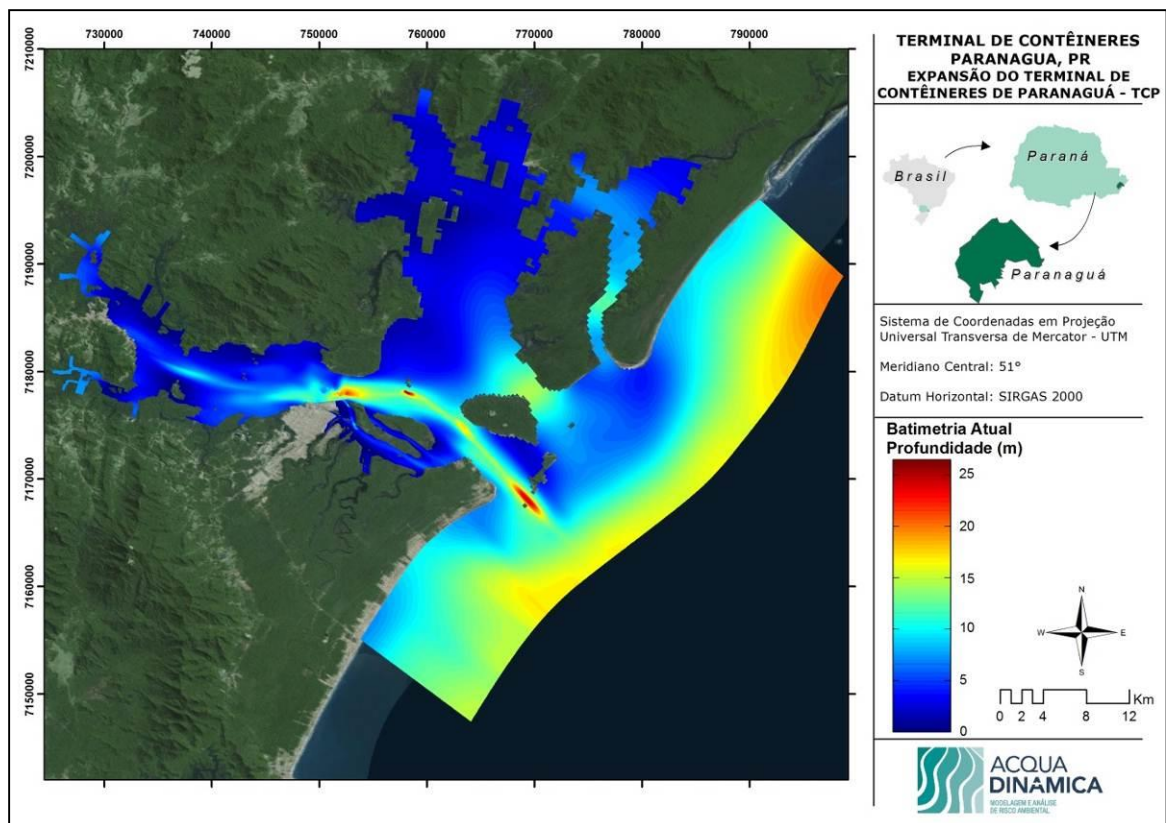 730000 740000 750000 760000 770000 780000 790000
7210000
7200000
7190000
7180000
7170000
7160000
7150000
TERMINAL DE CONTÊINERES
PARANAGUA, PR
EXPANSÃO DO TERMINAL DE
CONTÊINERES DE PARANAGUÁ - TCP
Brasil
Paraná
Paranaguá
Sistema de Coordenadas em Projeção
Universal Transversa de Mercator - UTM
Meridiano Central: 51°
Datum Horizontal: SIRGAS 2000
Batimetria Atual
Profundidade (m)
25
20
15
10
5
0
N
W E
S
Km
0 2 4 8 12
ACQUA
DINÂMICA
MODELAGEM E ANÁLISE
DE RISCO AMBIENTAL